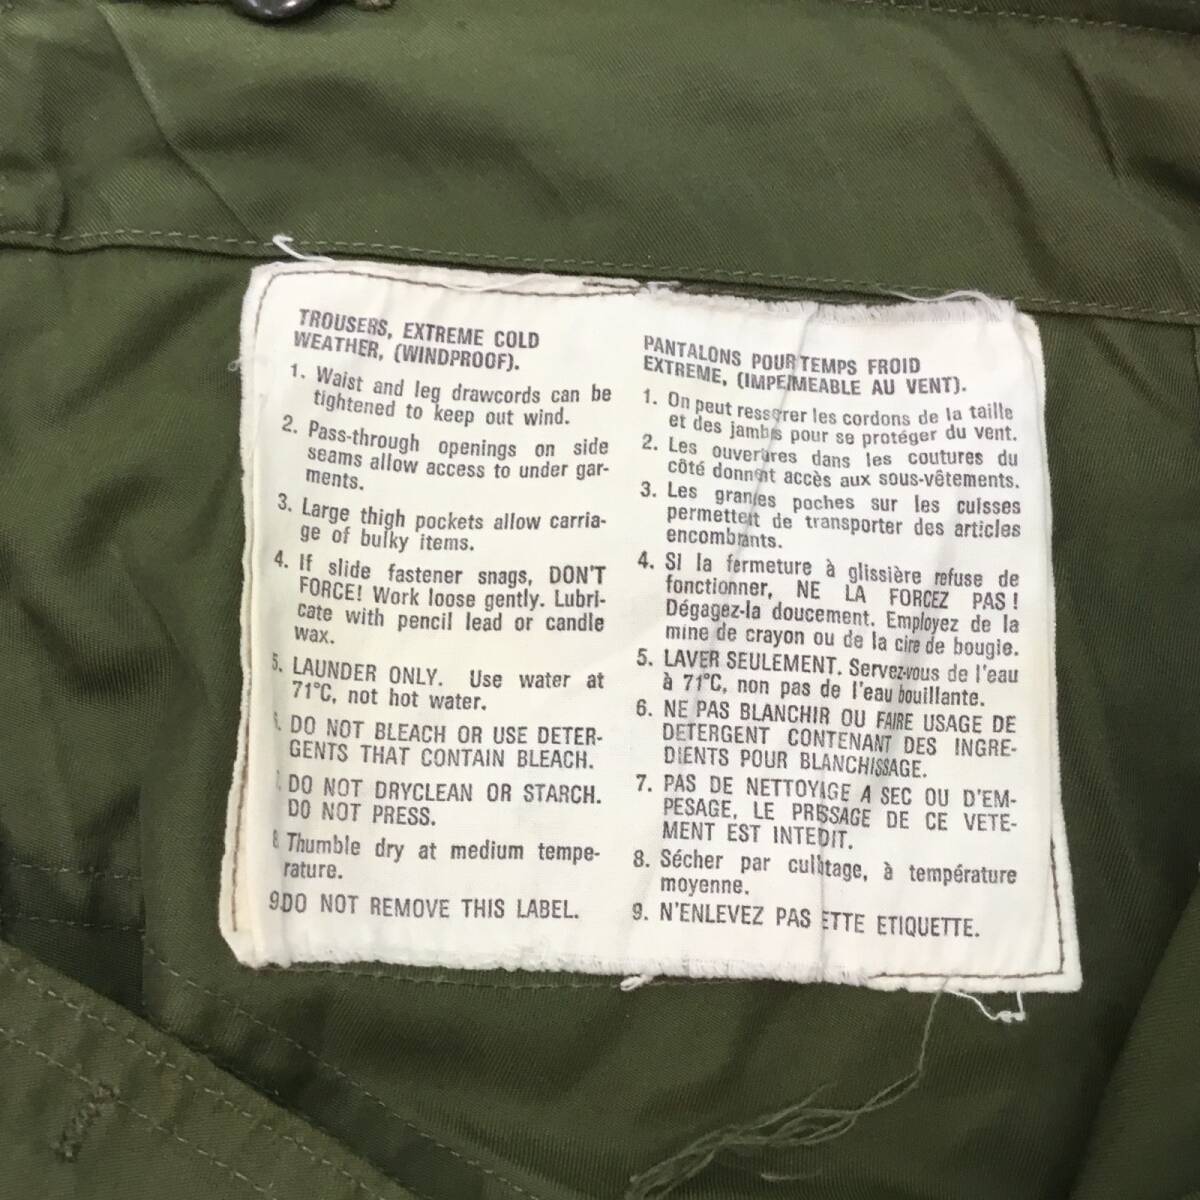 TROUSERS, EXTREME COLD
WEATHER, (WINDPROOF).
1. Waist and leg drawcords can be
tightened to keep out wind.
2. Pass-through openings on side
seams allow access to under gar-
ments.
3. Large thigh pockets allow carria-
ge of bulky items.
4. If slide fastener snags, DON'T
FORCE! Work loose gently. Lubri-
cate with pencil lead or candle
wax.
5. LAUNDER ONLY. Use water at
71°C, not hot water.
DO NOT BLEACH OR USE DETER-
GENTS THAT CONTAIN BLEACH.
DO NOT DRYCLEAN OR STARCH.
DO NOT PRESS.
8 Thumble dry at medium tempe-
rature.
9.DO NOT REMOVE THIS LABEL.
PANTALONS POUR TEMPS FROID
EXTREME, (IMPERMEABLE AU VENT).
1. On peut resserer les cordons de la taille
et des jambs pour se protéger du vent.
2. Les ouvertures dans les coutures du
côté donnent accès aux sous-vêtements.
3. Les grandes poches sur les cuisses
permettent de transporter des articles
encombrants.
4. SI la fermeture à glissière refuse de
fonctionner, NE LA FORCEZ PAS!
Dégagez-la doucement. Employez de la
mine de crayon ou de la cire de bougie.
5. LAVER SEULEMENT. Servez-vous de l'eau
à 71°C, non pas de l'eau bouillante.
6. NE PAS BLANCHIR OU FAIRE USAGE DE
DETERGENT CONTENANT DES INGRE-
DIENTS POUR BLANCHISSAGE.
7. PAS DE NETTOYAGE A SEC OU D'EM-
PESAGE, LE PRESSAGE DE CE VETE-
MENT EST INTEDIT.
8. Sécher par culbutage, à température
moyenne.
9. N'ENLEVEZ PAS ETTE ETIQUETTE.